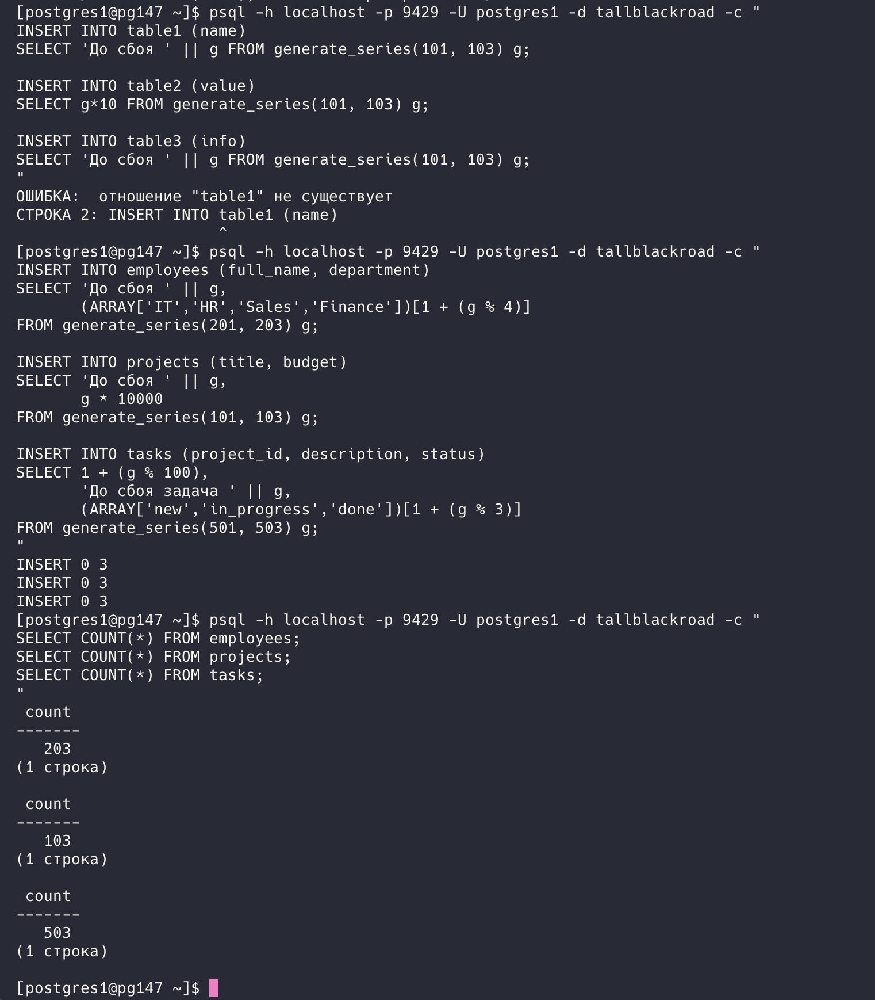 [postgres1@pg147 ~]$ psql -h localhost -p 9429 -U postgres1 -d tallblackroad -c "
INSERT INTO table1 (name)
SELECT 'До сбоя ' || g FROM generate_series(101, 103) g;

INSERT INTO table2 (value)
SELECT g*10 FROM generate_series(101, 103) g;

INSERT INTO table3 (info)
SELECT 'До сбоя ' || g FROM generate_series(101, 103) g;
"
ОШИБКА:  отношение "table1" не существует
СТРОКА 2: INSERT INTO table1 (name)
                      ^
[postgres1@pg147 ~]$ psql -h localhost -p 9429 -U postgres1 -d tallblackroad -c "
INSERT INTO employees (full_name, department)
SELECT 'До сбоя ' || g,
       (ARRAY['IT','HR','Sales','Finance'])[1 + (g % 4)]
FROM generate_series(201, 203) g;

INSERT INTO projects (title, budget)
SELECT 'До сбоя ' || g,
       g * 10000
FROM generate_series(101, 103) g;

INSERT INTO tasks (project_id, description, status)
SELECT 1 + (g % 100),
       'До сбоя задача ' || g,
       (ARRAY['new','in_progress','done'])[1 + (g % 3)]
FROM generate_series(501, 503) g;
"
INSERT 0 3
INSERT 0 3
INSERT 0 3
[postgres1@pg147 ~]$ psql -h localhost -p 9429 -U postgres1 -d tallblackroad -c "
SELECT COUNT(*) FROM employees;
SELECT COUNT(*) FROM projects;
SELECT COUNT(*) FROM tasks;
"
 count
-------
   203
(1 строка)

 count
-------
   103
(1 строка)

 count
-------
   503
(1 строка)

[postgres1@pg147 ~]$